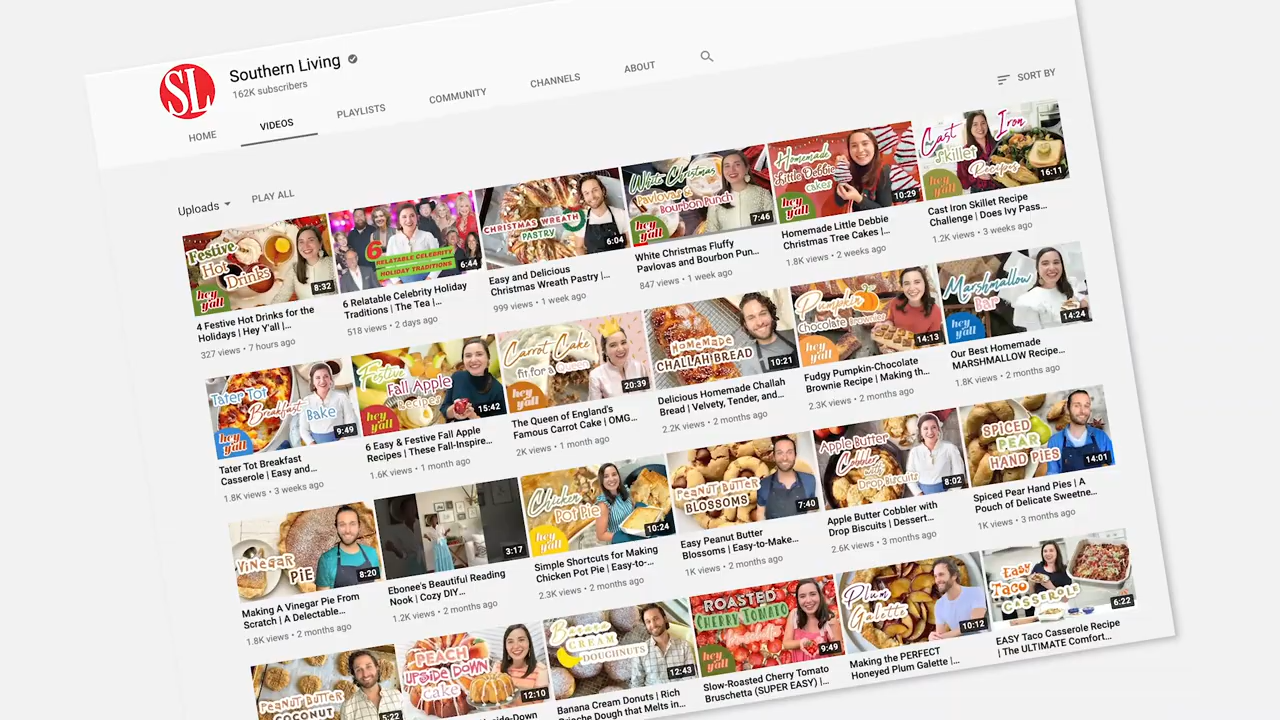 SL
Southern Living
162K subscribers
HOME
VIDEOS
PLAYLISTS
COMMUNITY
CHANNELS
ABOUT
SORT BY
Uploads
PLAY ALL
Festive
Hot
Drinks
hey
y'all
8:32
4 Festive Hot Drinks for the
Holidays | Hey Y'all |...
327 views • 7 hours ago
6
RELATABLE CELEBRITY
HOLIDAY TRADITIONS
6:44
6 Relatable Celebrity Holiday
Traditions | The Tea |...
518 views • 2 days ago
CHRISTMAS WREATH
PASTRY
6:04
Easy and Delicious
Christmas Wreath Pastry |...
999 views • 1 week ago
White Christmas
Pavlovas &
Bourbon Punch
hey
y'all
7:46
White Christmas Fluffy
Pavlovas and Bourbon Pun...
847 views • 1 week ago
Homemade
Little Debbie
cakes
hey
y'all
10:29
Homemade Little Debbie
Christmas Tree Cakes |...
1.8K views • 2 weeks ago
Cast Iron
Skillet
Recipes
hey
y'all
16:11
Cast Iron Skillet Recipe
Challenge | Does Ivy Pass...
1.2K views • 3 weeks ago
Tater Tot
Breakfast
Bake
hey
y'all
9:49
Tater Tot Breakfast
Casserole | Easy and...
1.8K views • 3 weeks ago
Festive
Fall Apple
Recipes
hey
y'all
15:42
6 Easy & Festive Fall Apple
Recipes | These Fall-Inspire...
1.6K views • 1 month ago
Carrot Cake
fit for a Queen
hey
y'all
20:39
The Queen of England's
Famous Carrot Cake | OMG...
2K views • 1 month ago
HOMEMADE
CHALLAH BREAD
10:21
Delicious Homemade Challah
Bread | Velvety, Tender, and...
2.2K views • 2 months ago
Pumpkin
Chocolate Brownies
hey
y'all
14:13
Fudgy Pumpkin-Chocolate
Brownie Recipe | Making th...
2.3K views • 2 months ago
Marshmallow
Bar
hey
y'all
14:24
Our Best Homemade
MARSHMALLOW Recipe...
1.8K views • 2 months ago
VINEGAR
PIE
8:20
Making A Vinegar Pie From
Scratch | A Delectable...
1.8K views • 2 months ago
3:17
Ebone's Beautiful Reading
Nook | Cozy DIY...
1.2K views • 2 months ago
Chicken
Pot Pie
hey
y'all
10:24
Simple Shortcuts for Making
Chicken Pot Pie | Easy-to-...
2.3K views • 2 months ago
PEANUT BUTTER
BLOSSOMS
7:40
Easy Peanut Butter
Blossoms | Easy-to-Make...
1K views • 2 months ago
Apple Butter
Cobbler
with
Drop Biscuits
8:02
Apple Butter Cobbler with
Drop Biscuits | Dessert...
2.6K views • 3 months ago
SPICED
PEAR
HAND PIES
14:01
Spiced Pear Hand Pies | A
Pouch of Delicate Sweetne...
1K views • 3 months ago
PEANUT BUTTER
COCONUT
5:22
PEACH
UPSIDE DOWN
Cake
12:10
Banana
CREAM
DOUGHNUTS
12:43
Banana Cream Donuts | Rich
Brioche Dough that Melts in...
ROASTED
CHERRY TOMATO
Bruschetta
hey
y'all
9:49
Slow-Roasted Cherry Tomato
Bruschetta (SUPER EASY) |...
Plum
Galette
10:12
Making the PERFECT
Honeyed Plum Galette |...
Easy
Taco
CASSEROLE
6:22
EASY Taco Casserole Recipe
| The ULTIMATE Comfort...